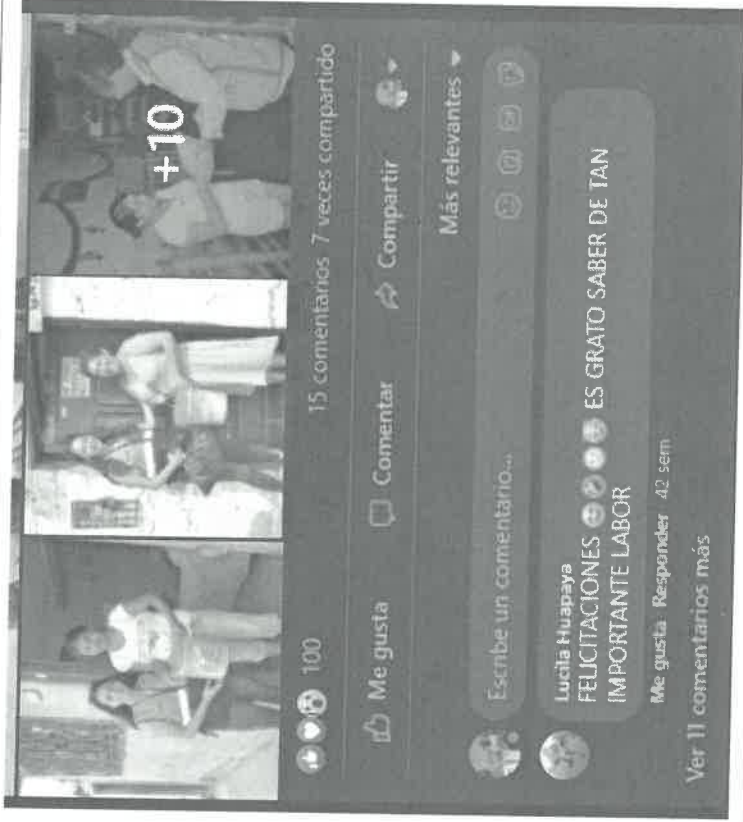 +10
100
15 comentarios 7 veces compartido
Me gusta
Comentar
Compartir
Más relevantes
Escribe un comentario...
Lucila Huapaya
FELICITACIONES ES GRATO SABER DE TAN
IMPORTANTE LABOR
Me gusta Responder 42 sem
Ver 11 comentarios más